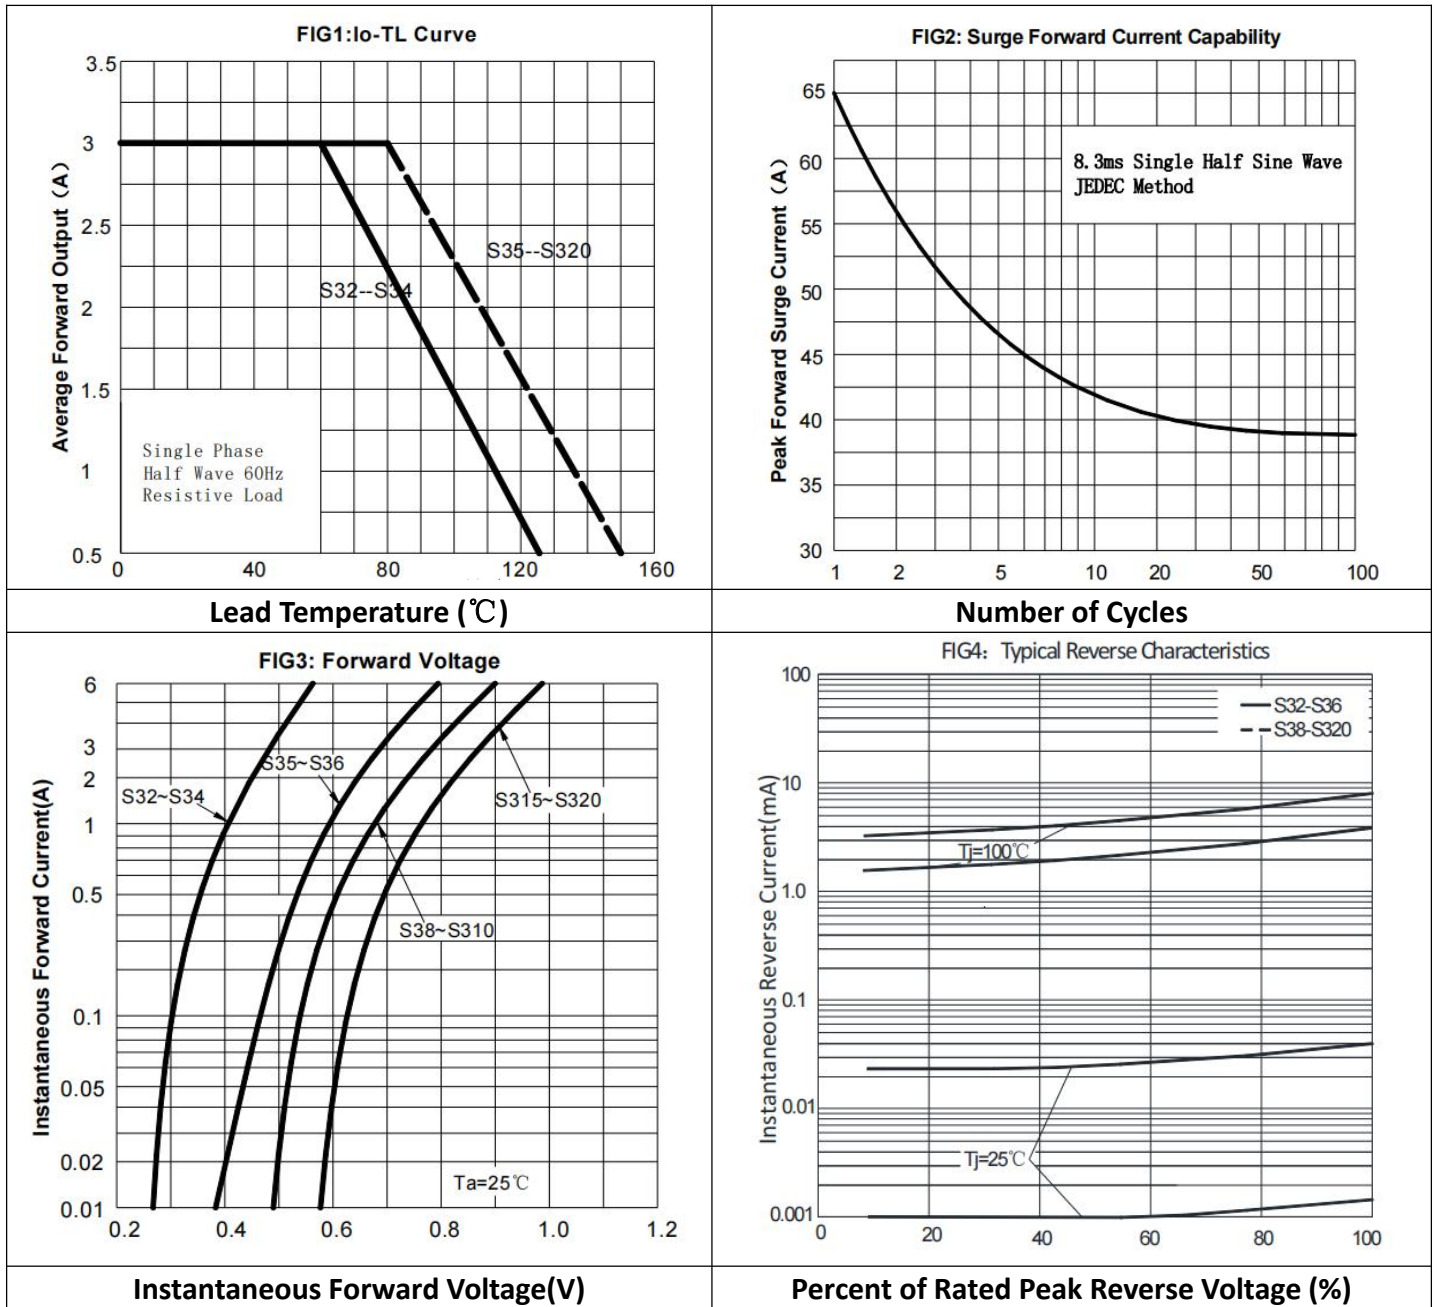 FIG1:Io-TL Curve
3.5
3
2.5
2
1.5
1
0.5
Average Forward Output (A)
S35--S320
S32--S34
Single Phase
Half Wave 60Hz
Resistive Load
0 40 80 120 160
Lead Temperature (℃)
FIG2: Surge Forward Current Capability
65
60
55
50
45
40
35
30
Peak Forward Surge Current (A)
8.3ms Single Half Sine Wave
JEDEC Method
1 2 5 10 20 50 100
Number of Cycles
FIG3: Forward Voltage
6
3
2
1
0.5
0.1
0.05
0.02
0.01
Instantaneous Forward Current(A)
S35~S36
S32~S34
S315~S320
S38~S310
Ta=25℃
0.2 0.4 0.6 0.8 1.0 1.2
Instantaneous Forward Voltage(V)
FIG4: Typical Reverse Characteristics
100
10
1.0
0.1
0.01
0.001
Instantaneous Reverse Current(mA)
S32-S36
S38-S320
Tj=100℃
Tj=25℃
0 20 40 60 80 100
Percent of Rated Peak Reverse Voltage (%)